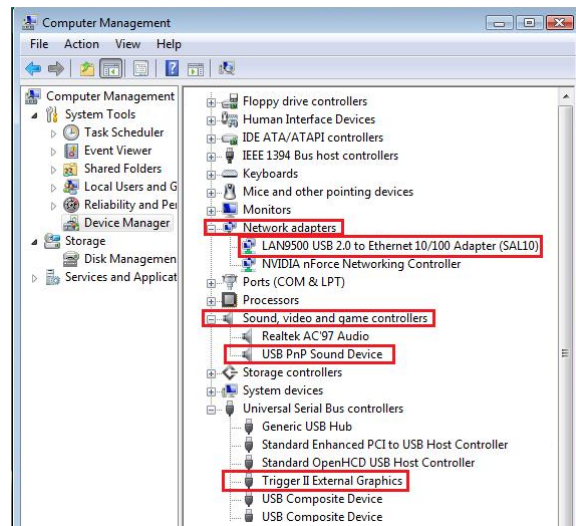 Computer Management
File Action View Help
Computer Management
System Tools
Task Scheduler
Event Viewer
Shared Folders
Local Users and G
Reliability and Per
Device Manager
Storage
Disk Managemen
Services and Applicat
Floppy drive controllers
Human Interface Devices
IDE ATA/ATAPI controllers
IEEE 1394 Bus host controllers
Keyboards
Mice and other pointing devices
Monitors
Network adapters
LAN9500 USB 2.0 to Ethernet 10/100 Adapter (SAL10)
NVIDIA nForce Networking Controller
Ports (COM & LPT)
Processors
Sound, video and game controllers
Realtek AC'97 Audio
USB PnP Sound Device
Storage controllers
System devices
Universal Serial Bus controllers
Generic USB Hub
Standard Enhanced PCI to USB Host Controller
Standard OpenHCD USB Host Controller
Trigger II External Graphics
USB Composite Device
USB Composite Device